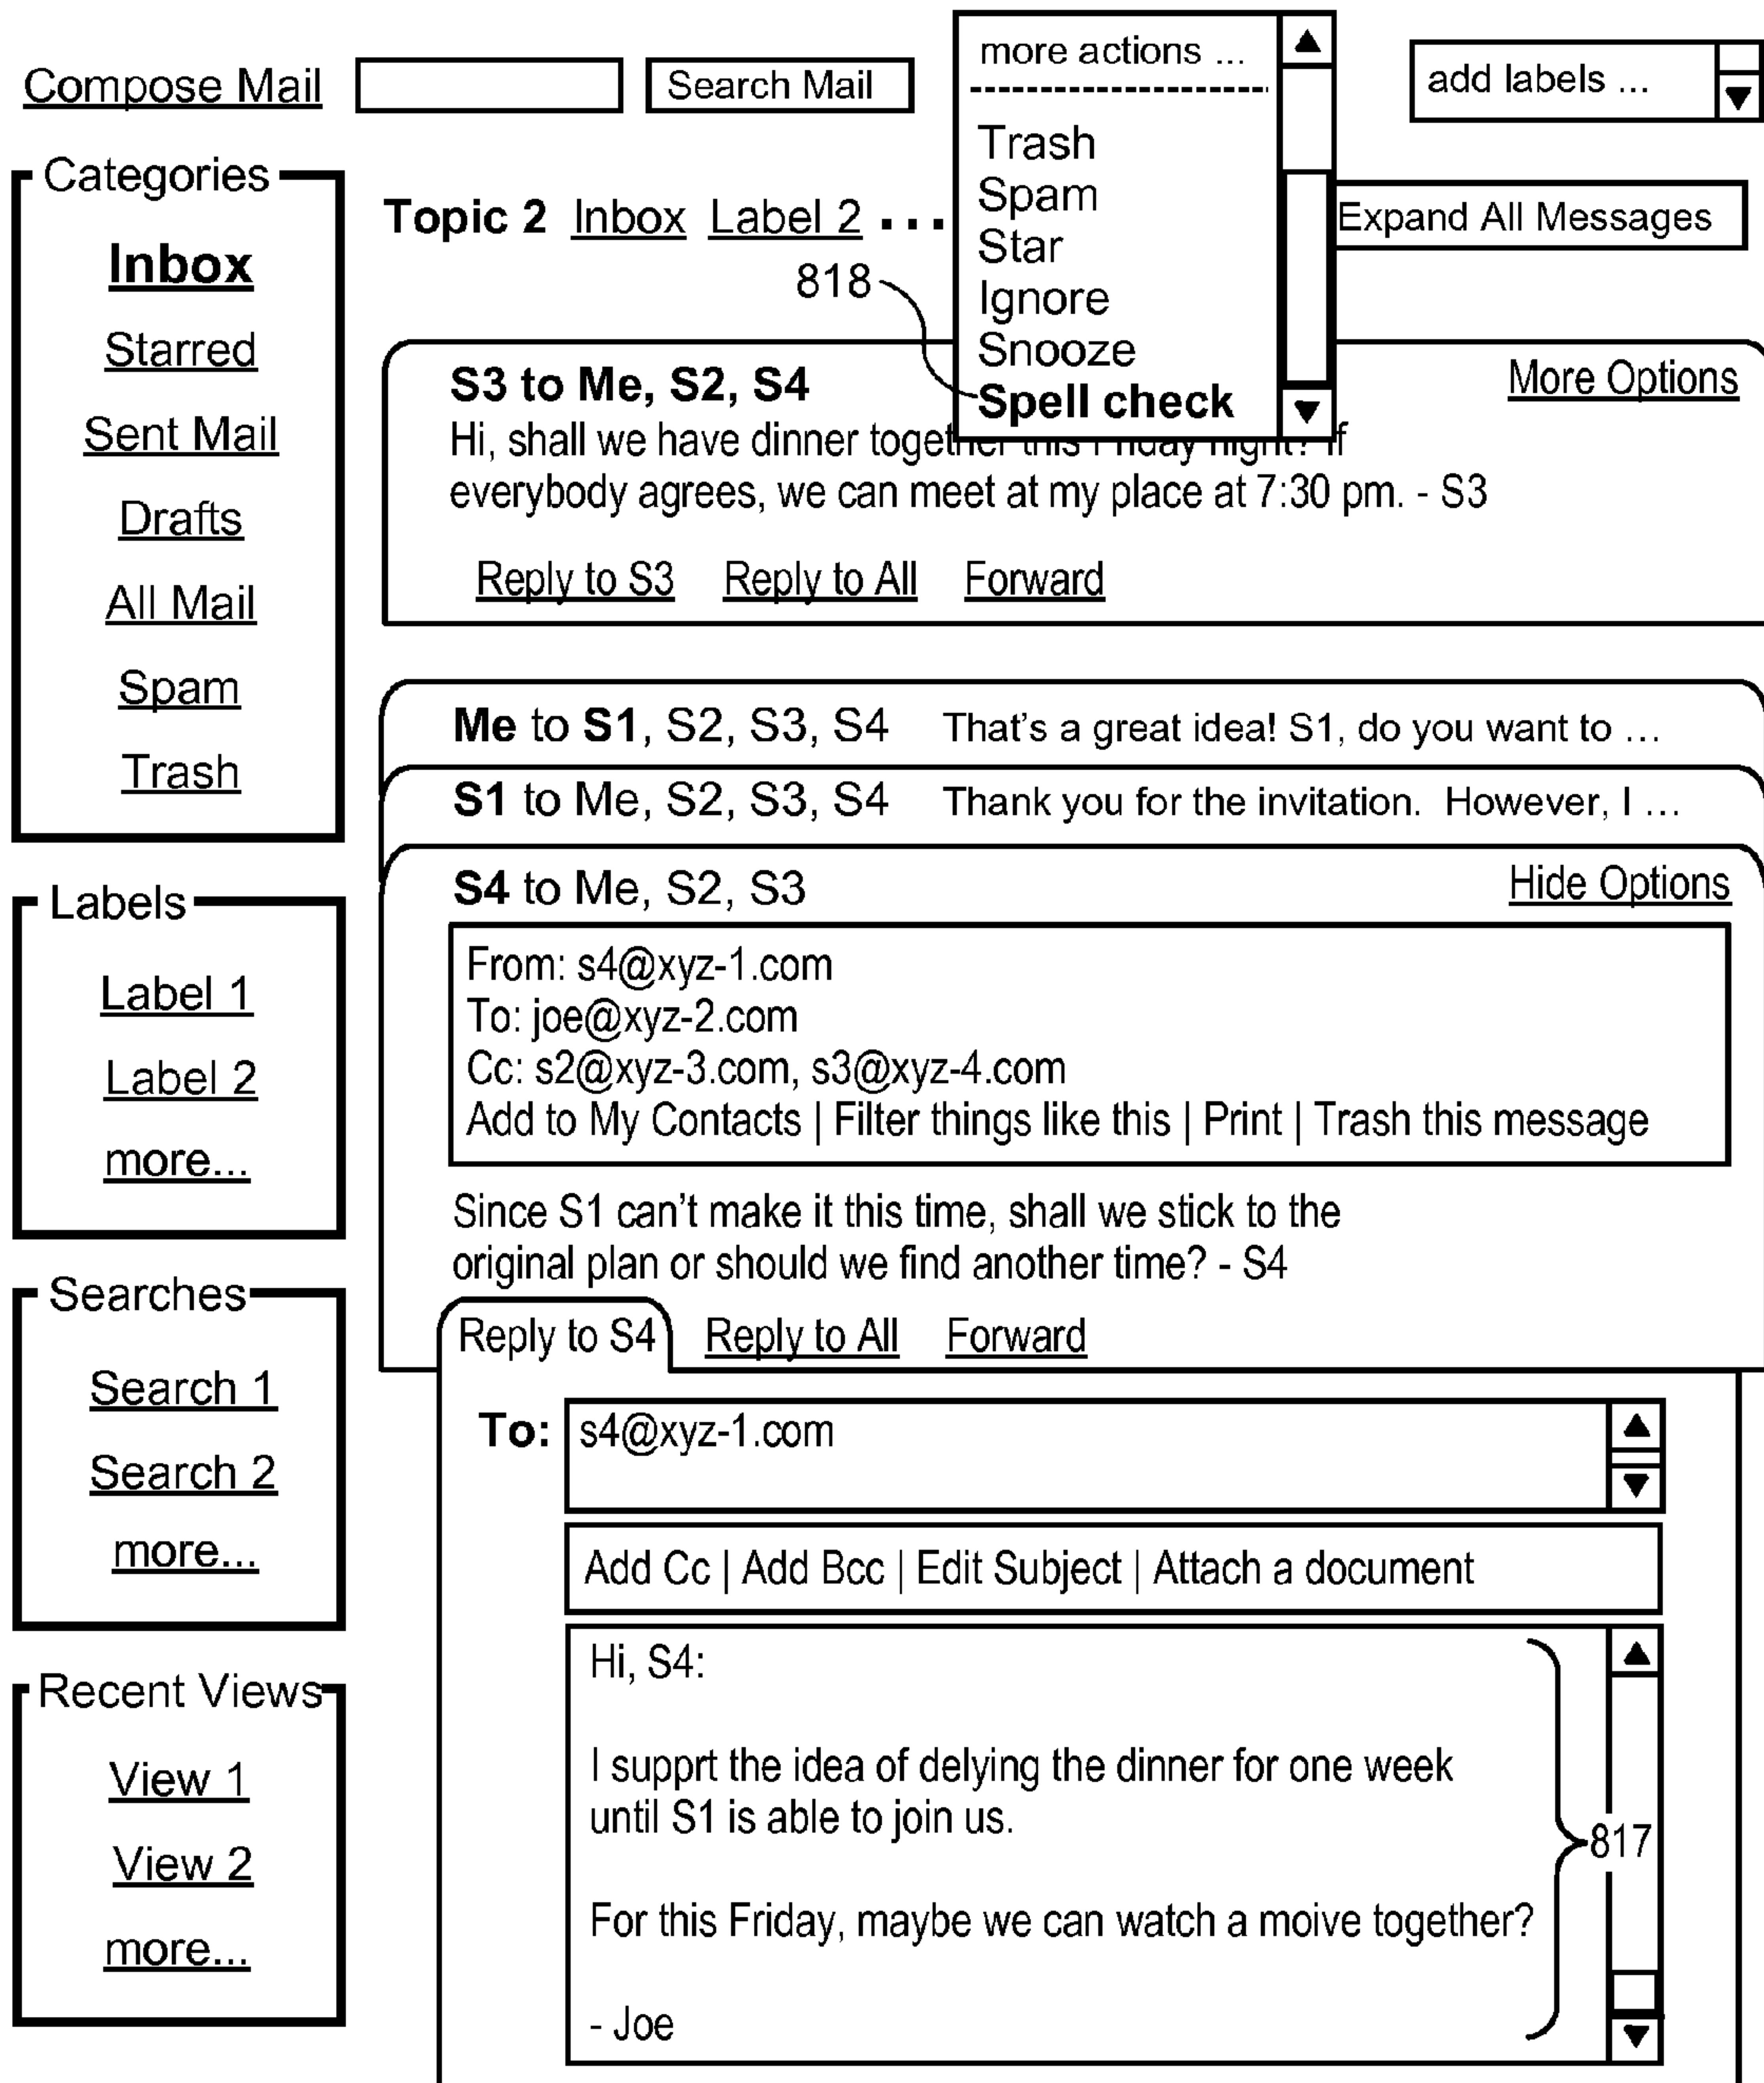 Compose Mail
Search Mail
more actions ...
Trash
Spam
Star
Ignore
Snooze
Spell check
add labels ...
Categories
Inbox
Starred
Sent Mail
Drafts
All Mail
Spam
Trash
Labels
Label 1
Label 2
more...
Searches
Search 1
Search 2
more...
Recent Views
View 1
View 2
more...
Topic 2 Inbox Label 2 ...
Expand All Messages
818
S3 to Me, S2, S4
More Options
Hi, shall we have dinner together this Friday night? If
everybody agrees, we can meet at my place at 7:30 pm. - S3
Reply to S3 Reply to All Forward
Me to S1, S2, S3, S4 That's a great idea! S1, do you want to ...
S1 to Me, S2, S3, S4 Thank you for the invitation. However, I ...
S4 to Me, S2, S3
Hide Options
From: s4@xyz-1.com
To: joe@xyz-2.com
Cc: s2@xyz-3.com, s3@xyz-4.com
Add to My Contacts | Filter things like this | Print | Trash this message
Since S1 can't make it this time, shall we stick to the
original plan or should we find another time? - S4
Reply to S4 Reply to All Forward
To: s4@xyz-1.com
Add Cc | Add Bcc | Edit Subject | Attach a document
Hi, S4:
I supprt the idea of delying the dinner for one week
until S1 is able to join us.
817
For this Friday, maybe we can watch a moive together?
- Joe